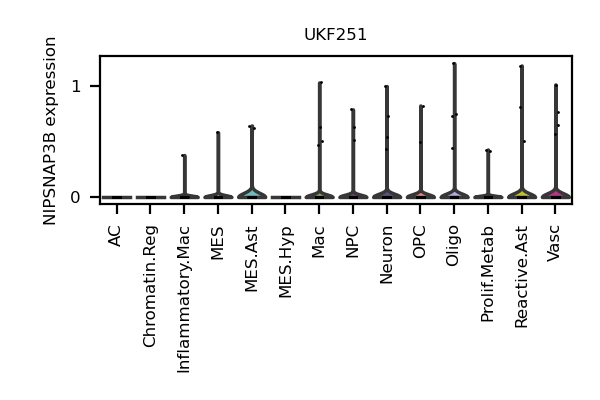 UKF251
NIPSNAP3B expression
1
0
AC
Chromatin.Reg
Inflammatory.Mac
MES
MES.Ast
MES.Hyp
Mac
NPC
Neuron
OPC
Oligo
Prolif.Metab
Reactive.Ast
Vasc